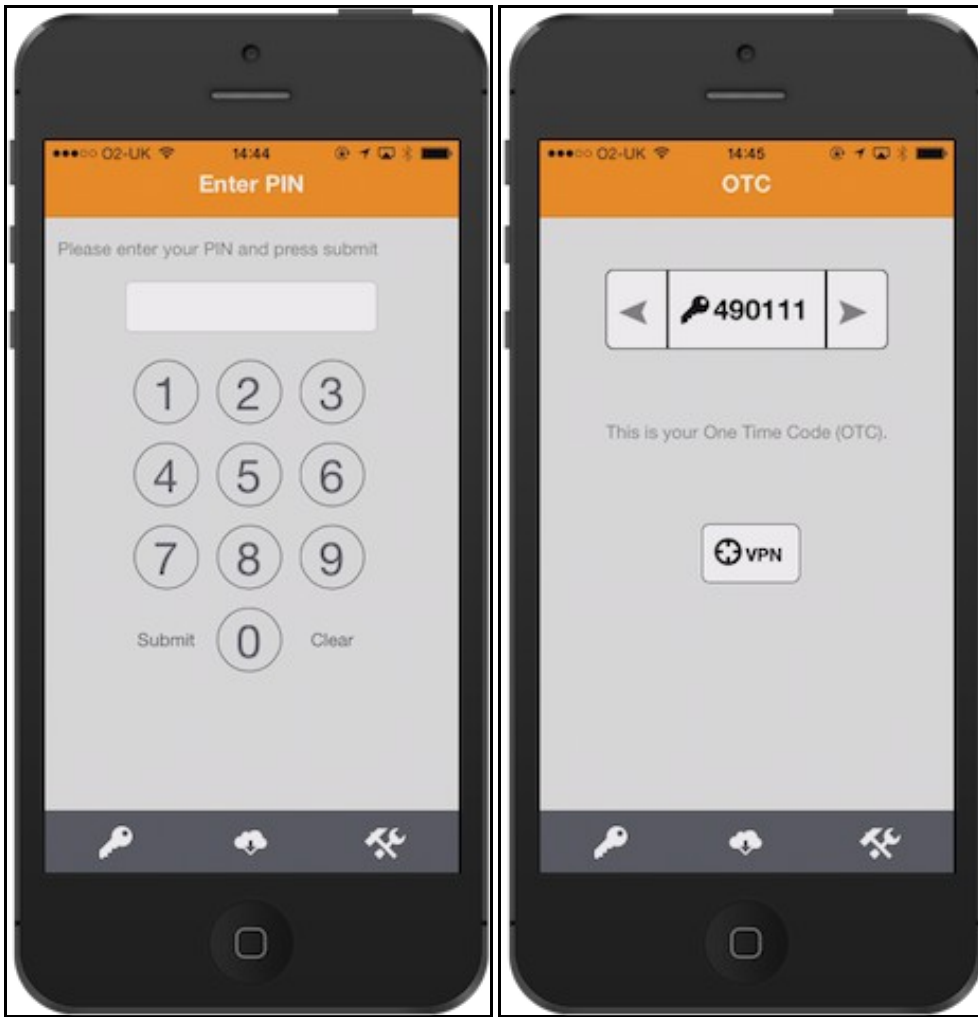 O2-UK 14:44
Enter PIN
Please enter your PIN and press submit
1 2 3
4 5 6
7 8 9
Submit 0 Clear
O2-UK 14:45
OTC
490111
This is your One Time Code (OTC).
VPN